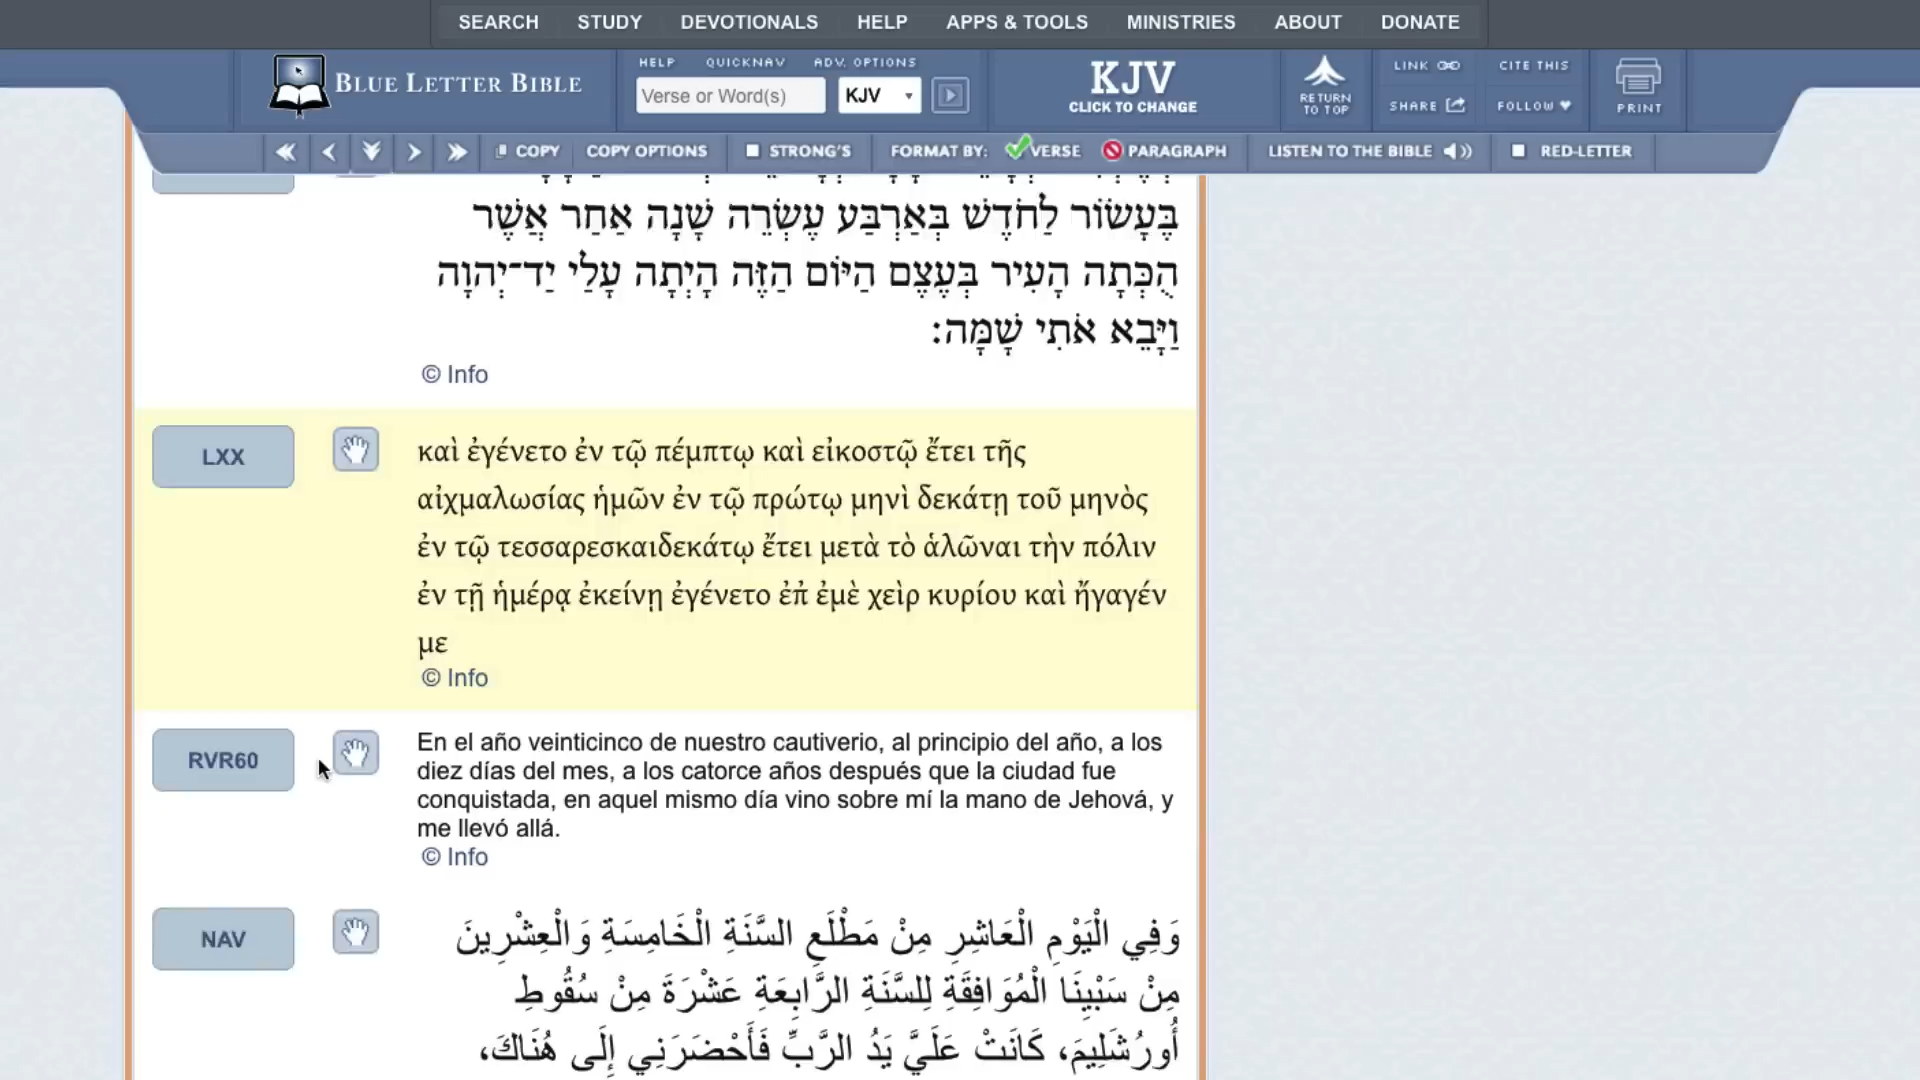 SEARCH STUDY DEVOTIONALS HELP APPS & TOOLS MINISTRIES ABOUT DONATE
BLUE LETTER BIBLE
HELP QUICKNAV ADV. OPTIONS
Verse or Word(s) KJV
KJV
CLICK TO CHANGE
RETURN
TO TOP
LINK CITE THIS
SHARE FOLLOW
PRINT
COPY COPY OPTIONS STRONG'S FORMAT BY: VERSE PARAGRAPH LISTEN TO THE BIBLE RED-LETTER
בֶּעָשׂוֹר לַחֹדֶשׁ בְּאַרְבַּע עֶשְׂרֵה שָׁנָה אַחַר אֲשֶׁר
הֻכְּתָה הָעִיר בְּעֶצֶם הַיּוֹם הַזֶּה הָיְתָה עָלַי יַד־יְהוָה
וַיָּבֵא אֹתִי שָׁמָּה׃
© Info
LXX
καὶ ἐγένετο ἐν τῷ πέμπτῳ καὶ εἰκοστῷ ἔτει τῆς
αἰχμαλωσίας ἡμῶν ἐν τῷ πρώτῳ μηνὶ δεκάτῃ τοῦ μηνὸς
ἐν τῷ τεσσαρεσκαιδεκάτῳ ἔτει μετὰ τὸ ἁλῶναι τὴν πόλιν
ἐν τῇ ἡμέρᾳ ἐκείνῃ ἐγένετο ἐπ̓ ἐμὲ χεὶρ κυρίου καὶ ἤγαγέν
με
© Info
RVR60
En el año veinticinco de nuestro cautiverio, al principio del año, a los
diez días del mes, a los catorce años después que la ciudad fue
conquistada, en aquel mismo día vino sobre mí la mano de Jehová, y
me llevó allá.
© Info
NAV
وَفِي الْيَوْمِ الْعَاشِرِ مِنْ مَطْلَعِ السَّنَةِ الْخَامِسَةِ وَالْعِشْرِينَ
مِنْ سَبْيِنَا الْمُوَافِقَةِ لِلسَّنَةِ الرَّابِعَةِ عَشْرَةَ مِنْ سُقُوطِ
أُورُشَلِيمَ، كَانَتْ عَلَيَّ يَدُ الرَّبِّ فَأَحْضَرَنِي إِلَى هُنَاكَ،